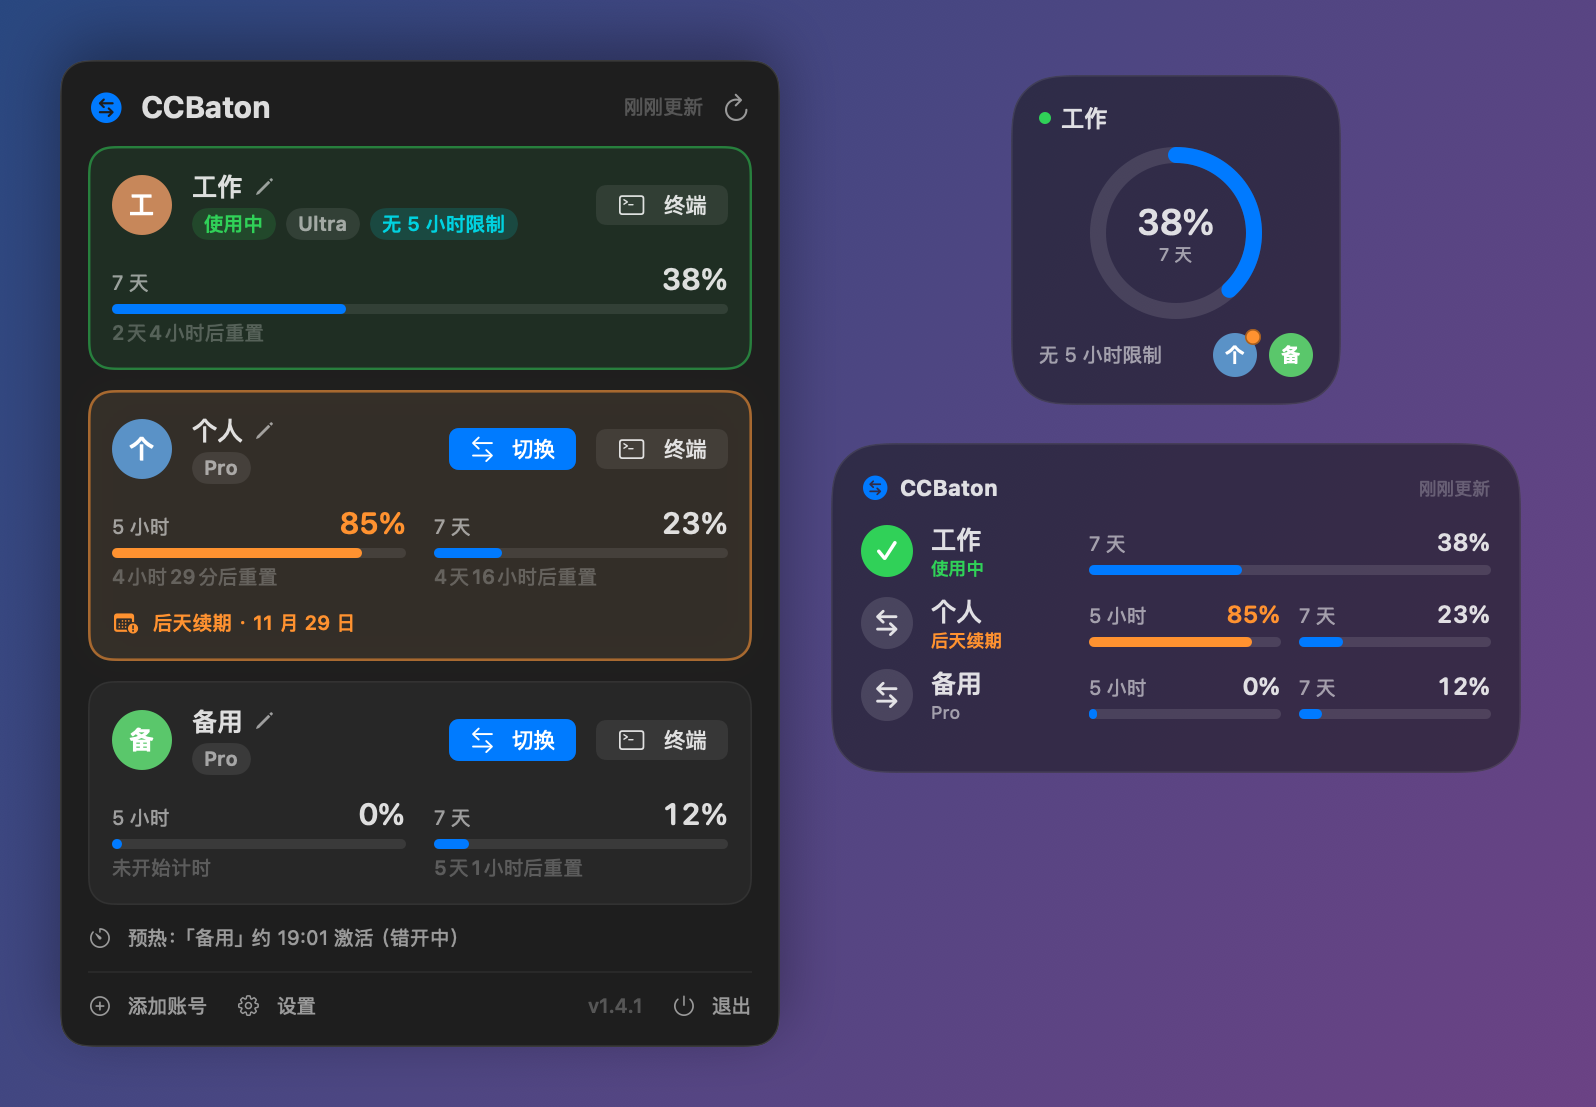 CCBaton 刚刚更新
工 工作
使用中 Ultra 无 5 小时限制 终端
7 天 38%
2天4小时后重置
个 个人
Pro 切换 终端
5 小时 85% 7 天 23%
4小时29分后重置 4天16小时后重置
后天续期 · 11 月 29 日
备 备用
Pro 切换 终端
5 小时 0% 7 天 12%
未开始计时 5天1小时后重置
预热：「备用」约 19:01 激活（错开中）
添加账号 设置 v1.4.1 退出
工作
38%
7 天
无 5 小时限制 个 备
CCBaton 刚刚更新
工作 7 天 38%
使用中
个人 5 小时 85% 7 天 23%
后天续期
备用 5 小时 0% 7 天 12%
Pro